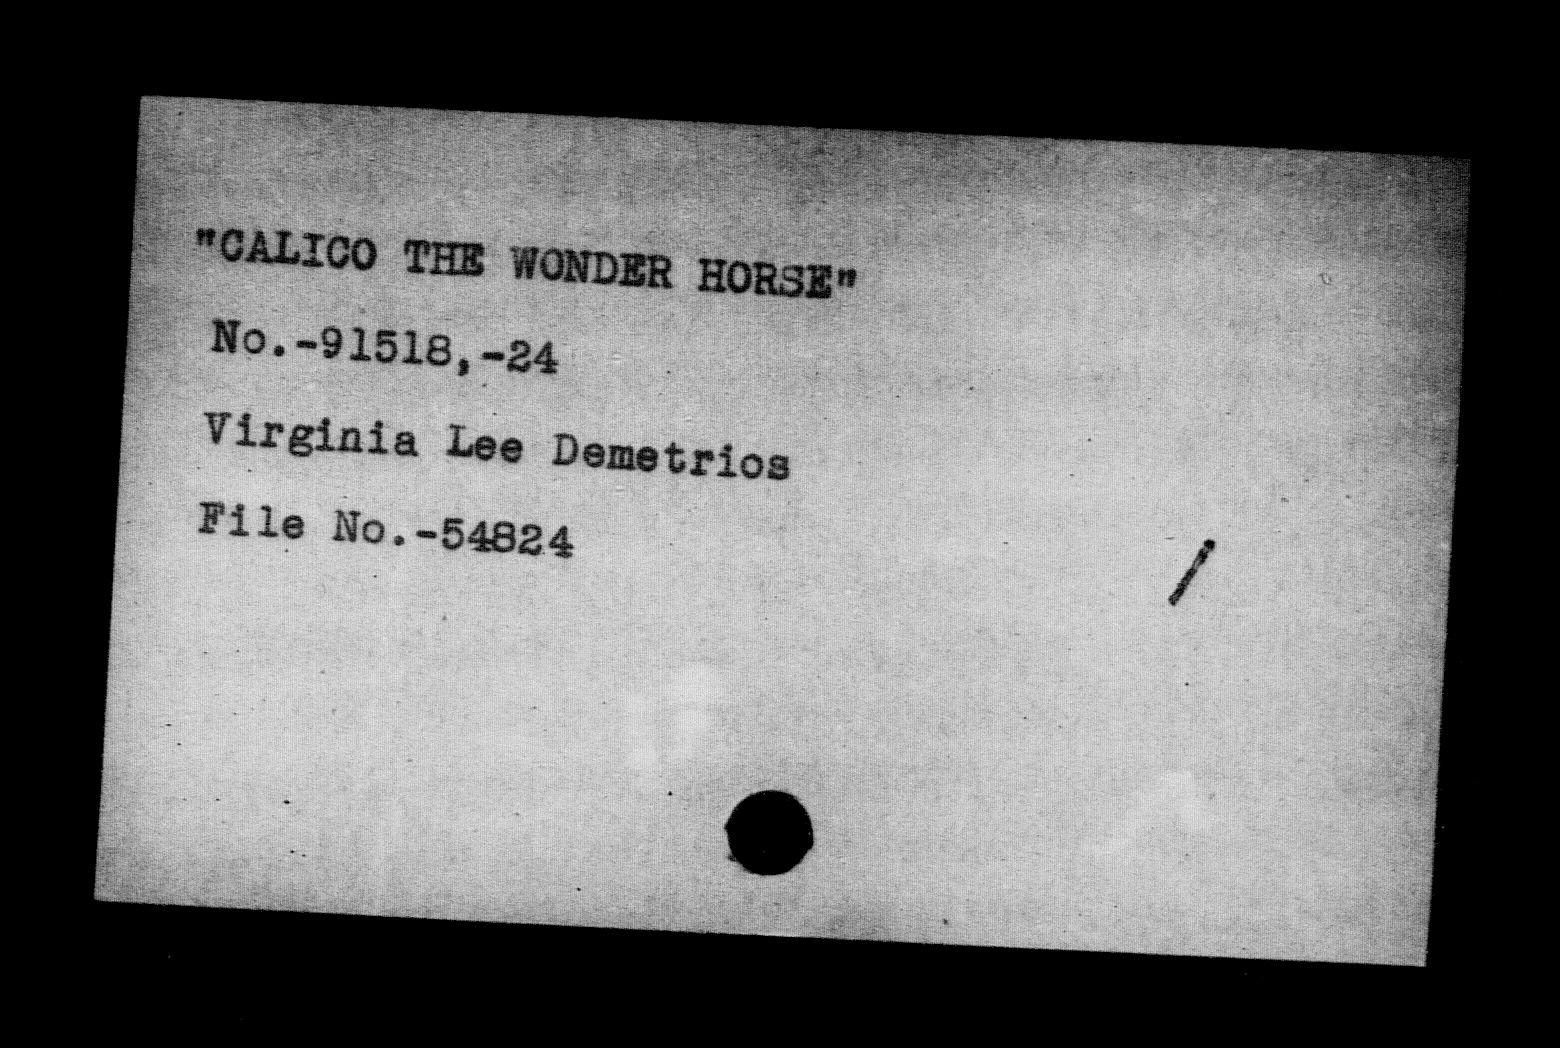 "CALICO THE WONDER HORSE"
No.-91518,-24
Virginia Lee Demetrios
File No.-54824
/